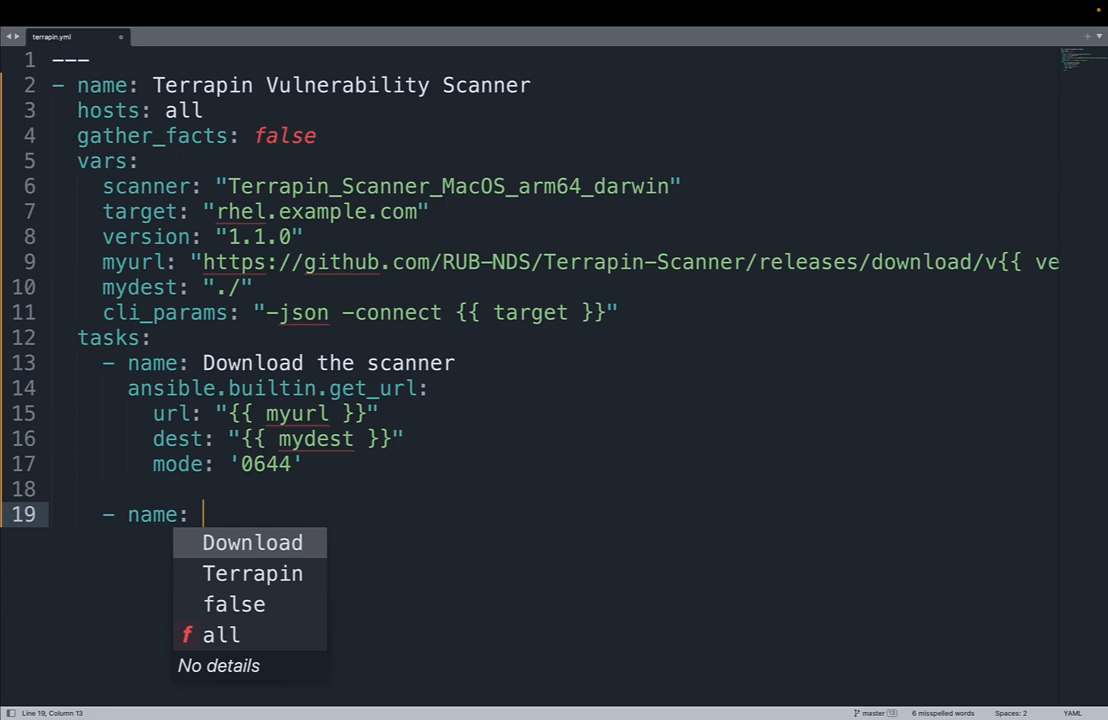 terrapin.yml
1 ---
2 - name: Terrapin Vulnerability Scanner
3 hosts: all
4 gather_facts: false
5 vars:
6 scanner: "Terrapin_Scanner_MacOS_arm64_darwin"
7 target: "rhel.example.com"
8 version: "1.1.0"
9 myurl: "https://github.com/RUB-NDS/Terrapin-Scanner/releases/download/v{{ ve
10 mydest: "./"
11 cli_params: "-json -connect {{ target }}"
12 tasks:
13 - name: Download the scanner
14 ansible.builtin.get_url:
15 url: "{{ myurl }}"
16 dest: "{{ mydest }}"
17 mode: '0644'
18
19 - name:
Download
Terrapin
false
f all
No details
Line 19, Column 13 master 13 6 misspelled words Spaces: 2 YAML